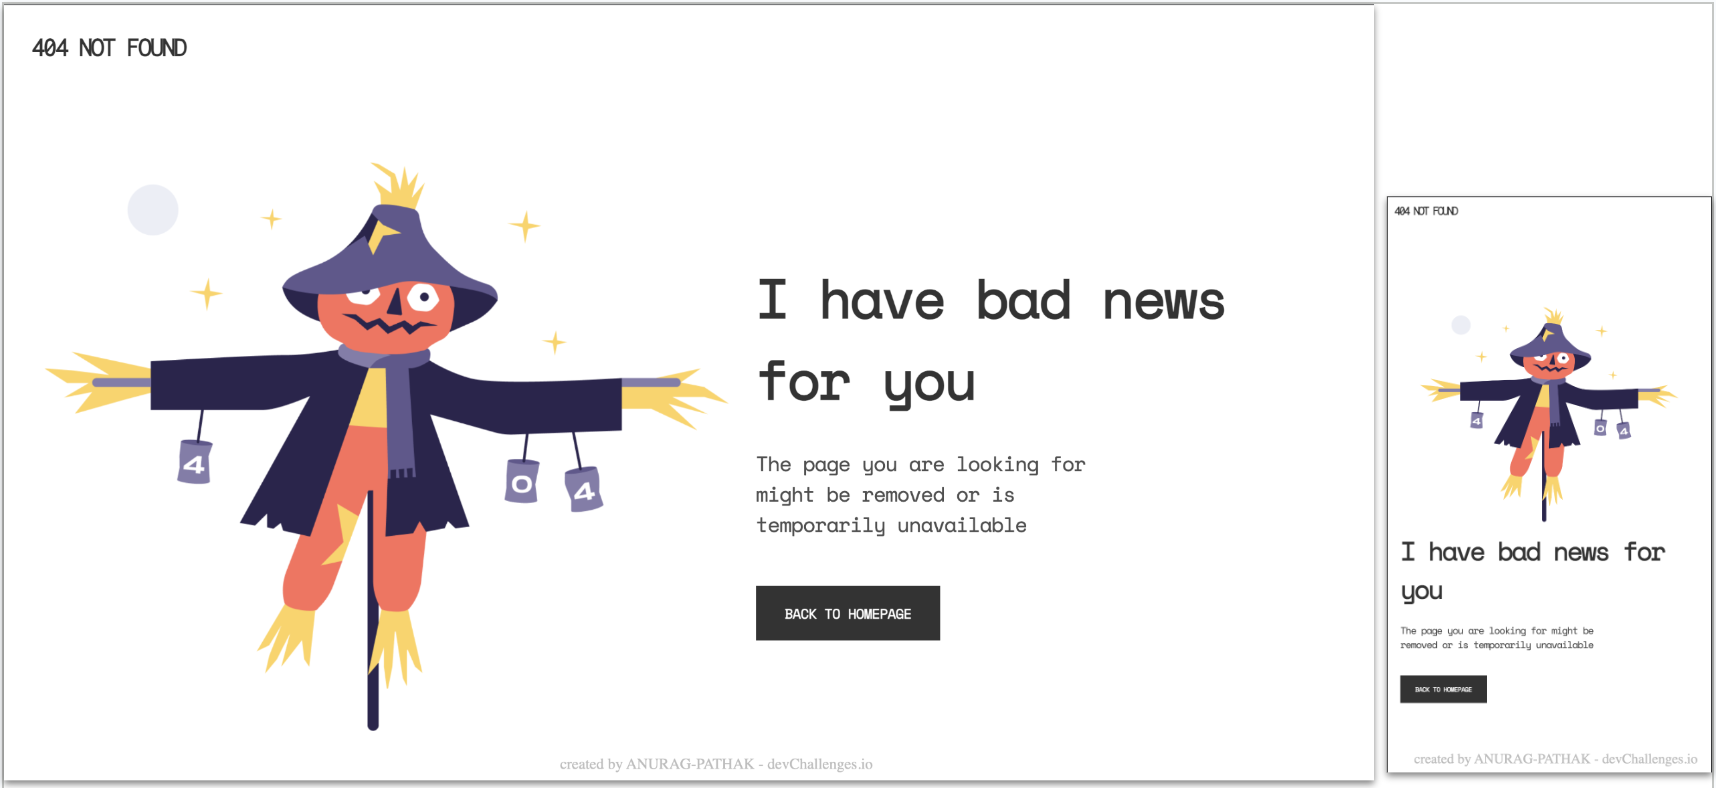 404 NOT FOUND
4
0
4
I have bad news
for you
The page you are looking for
might be removed or is
temporarily unavailable
BACK TO HOMEPAGE
created by ANURAG-PATHAK - devChallenges.io
404 NOT FOUND
4
0
4
I have bad news for
you
The page you are looking for might be
removed or is temporarily unavailable
BACK TO HOMEPAGE
created by ANURAG-PATHAK - devChallenges.io